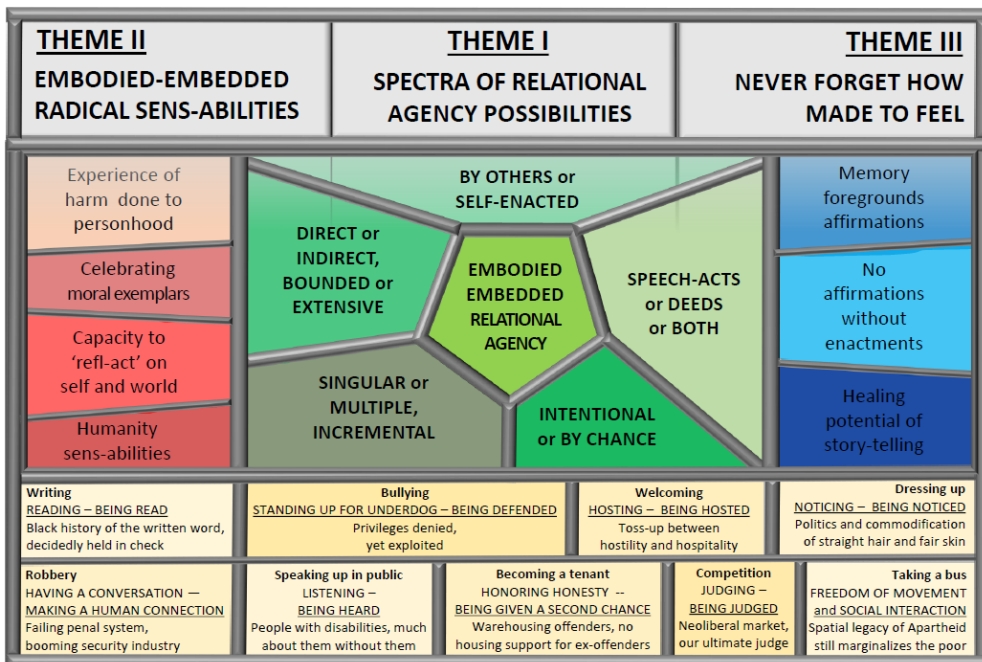 THEME II
EMBODIED-EMBEDDED
RADICAL SENS-ABILITIES
THEME I
SPECTRA OF RELATIONAL
AGENCY POSSIBILITIES
THEME III
NEVER FORGET HOW
MADE TO FEEL
Experience of
harm done to
personhood
Celebrating
moral exemplars
Capacity to
‘refl-act’ on
self and world
Humanity
sens-abilities
BY OTHERS or
SELF-ENACTED
DIRECT or
INDIRECT,
BOUNDED or
EXTENSIVE
EMBODIED
EMBEDDED
RELATIONAL
AGENCY
SPEECH-ACTS
or DEEDS
or BOTH
SINGULAR or
MULTIPLE,
INCREMENTAL
INTENTIONAL
or BY CHANCE
Memory
foregrounds
affirmations
No
affirmations
without
enactments
Healing
potential of
story-telling
Writing
READING – BEING READ
Black history of the written word,
decidedly held in check
Bullying
STANDING UP FOR UNDERDOG – BEING DEFENDED
Privileges denied,
yet exploited
Welcoming
HOSTING – BEING HOSTED
Toss-up between
hostility and hospitality
Dressing up
NOTICING – BEING NOTICED
Politics and commodification
of straight hair and fair skin
Robbery
HAVING A CONVERSATION —
MAKING A HUMAN CONNECTION
Failing penal system,
booming security industry
Speaking up in public
LISTENING –
BEING HEARD
People with disabilities, much
about them without them
Becoming a tenant
HONORING HONESTY --
BEING GIVEN A SECOND CHANCE
Warehousing offenders, no
housing support for ex-offenders
Competition
JUDGING –
BEING JUDGED
Neoliberal market,
our ultimate judge
Taking a bus
FREEDOM OF MOVEMENT
and SOCIAL INTERACTION
Spatial legacy of Apartheid
still marginalizes the poor